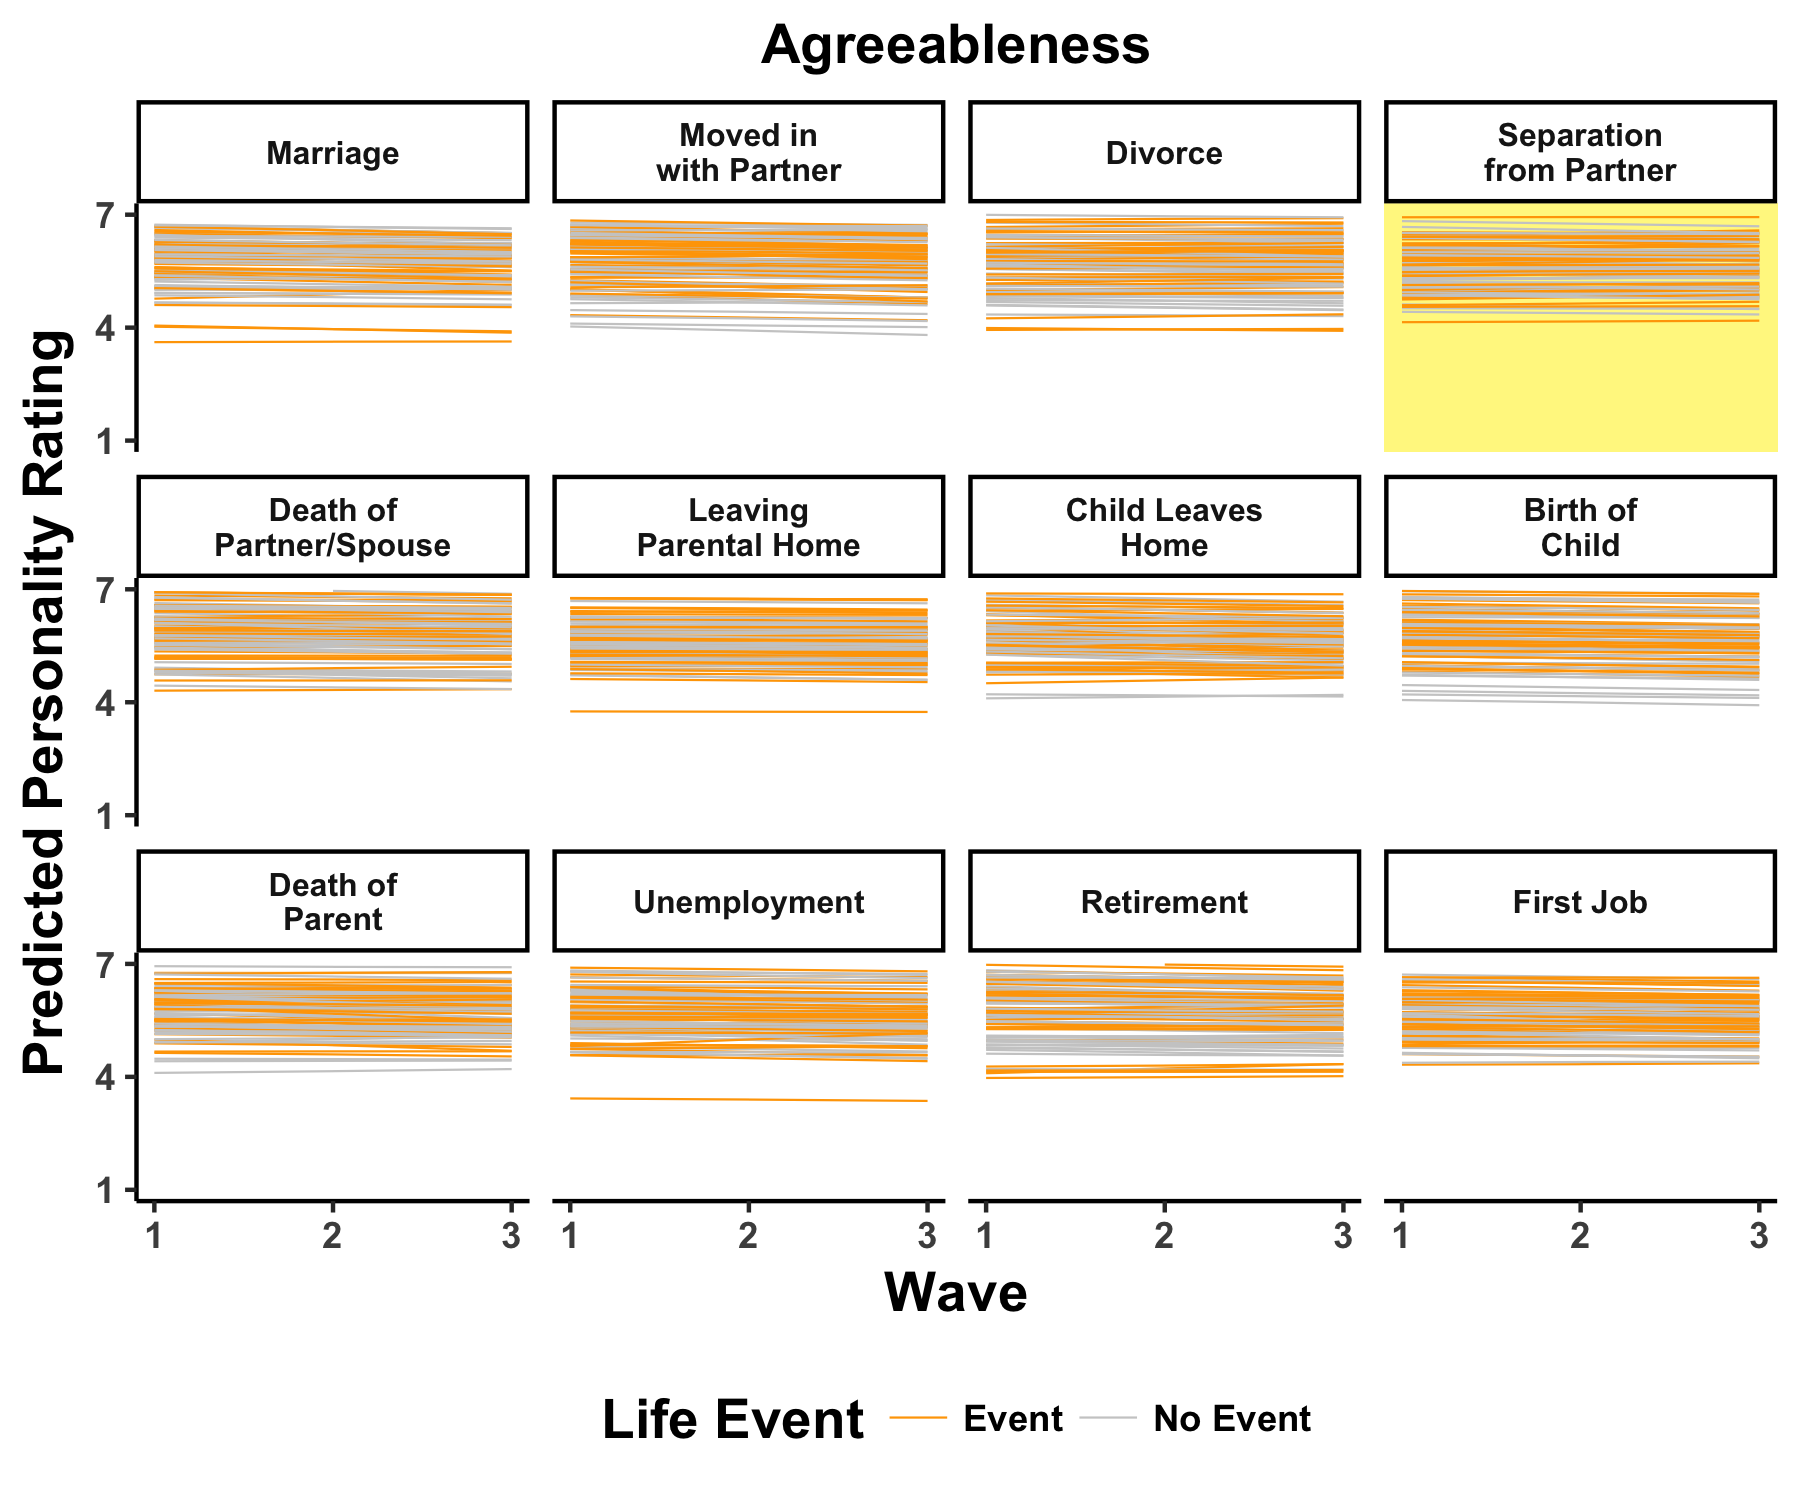 Agreeableness
Marriage
Moved in
with Partner
Divorce
Separation
from Partner
7
4
1
Death of
Partner/Spouse
Leaving
Parental Home
Child Leaves
Home
Birth of
Child
7
4
1
Death of
Parent
Unemployment
Retirement
First Job
7
4
1
1 2 3 1 2 3 1 2 3 1 2 3
Predicted Personality Rating
Wave
Life Event Event No Event